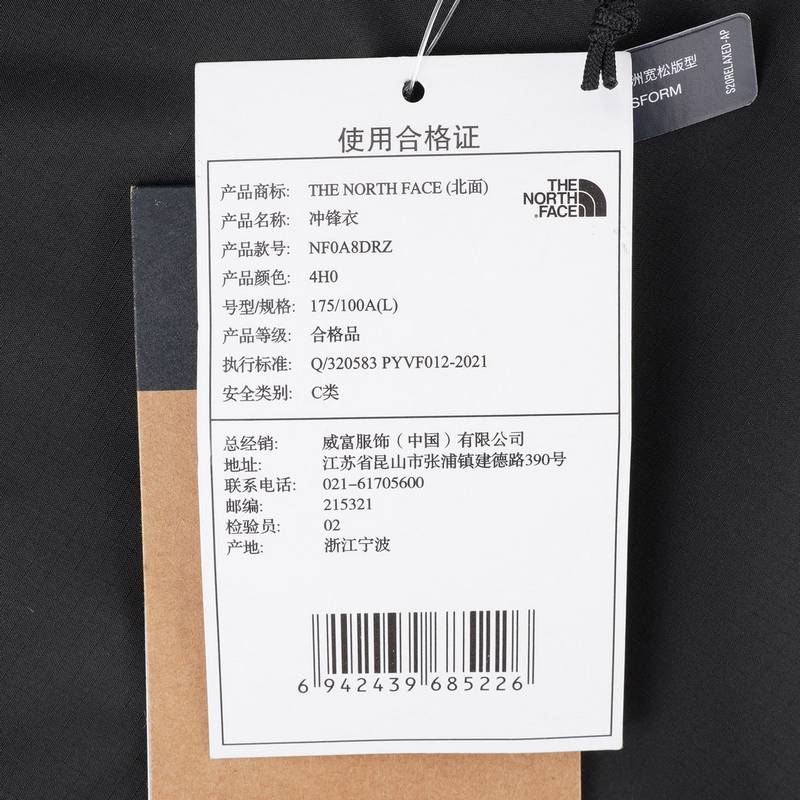 洲宽松版型
SFORM
S20RELAXED-AP
使用合格证
产品商标: THE NORTH FACE (北面)
产品名称: 冲锋衣
产品款号: NF0A8DRZ
产品颜色: 4H0
号型/规格: 175/100A(L)
产品等级: 合格品
执行标准: Q/320583 PYVF012-2021
安全类别: C类
THE
NORTH
FACE
总经销: 威富服饰（中国）有限公司
地址: 江苏省昆山市张浦镇建德路390号
联系电话: 021-61705600
邮编: 215321
检验员: 02
产地: 浙江宁波
6 942439 685226